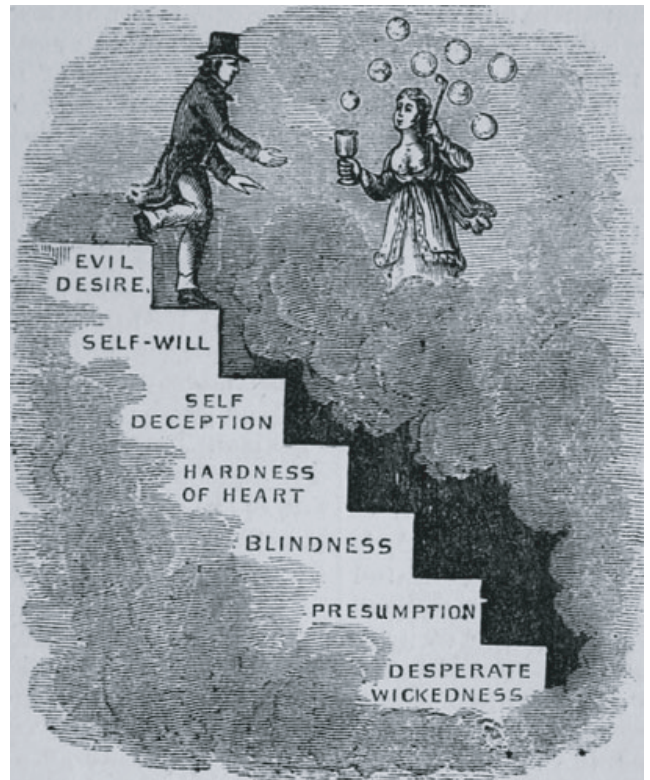 EVIL
DESIRE.
SELF-WILL
SELF
DECEPTION
HARDNESS
OF HEART
BLINDNESS
PRESUMPTION
DESPERATE
WICKEDNESS